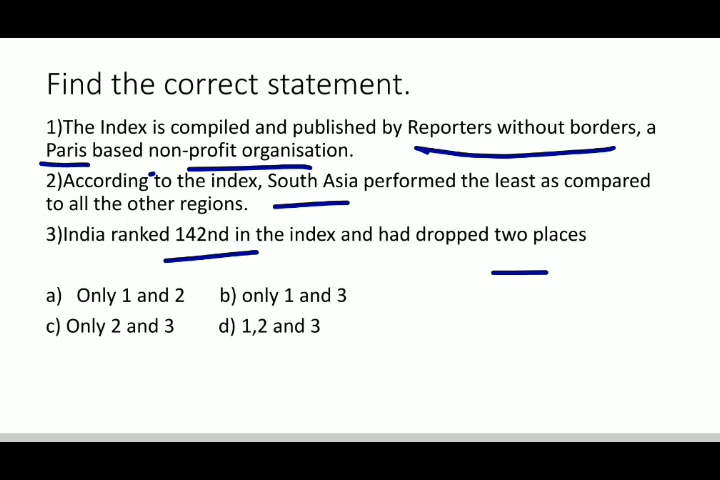 Find the correct statement.
1)The Index is compiled and published by Reporters without borders, a
Paris based non-profit organisation.
2)According to the index, South Asia performed the least as compared
to all the other regions.
3)India ranked 142nd in the index and had dropped two places
a) Only 1 and 2 b) only 1 and 3
c) Only 2 and 3 d) 1,2 and 3